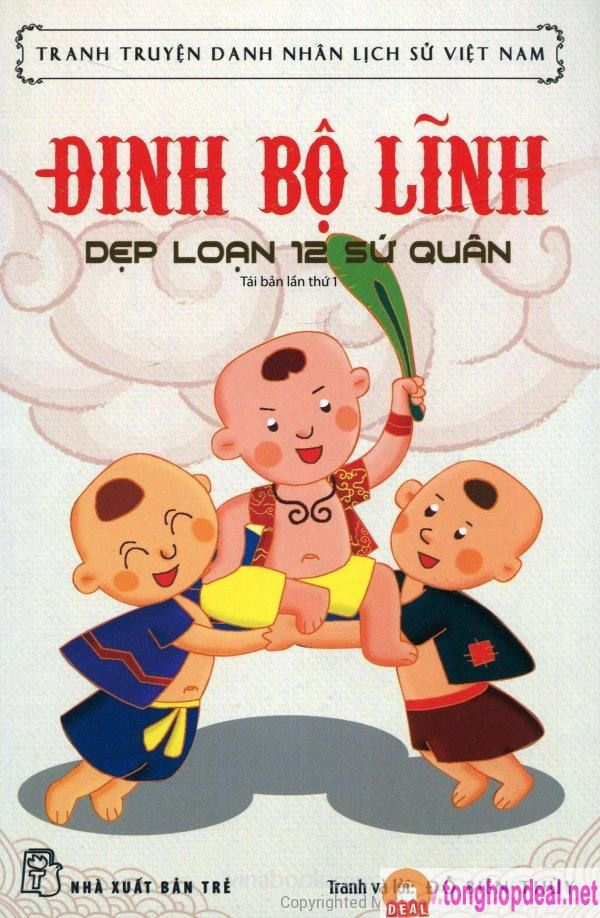 TRANH TRUYỆN DANH NHÂN LỊCH SỬ VIỆT NAM
ĐINH BỘ LĨNH
DẸP LOẠN 12 SỨ QUÂN
Tái bản lần thứ 1
NHÀ XUẤT BẢN TRẺ
Tranh và lời:
Copyrighted
DEAL
tonghopdeal.net